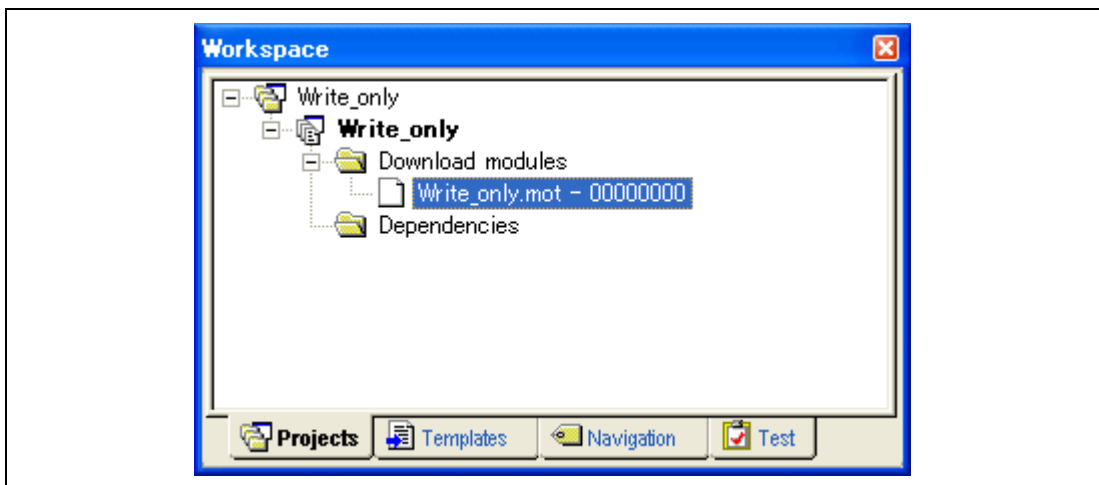 Workspace
Write_only
Write_only
Download modules
Write_only.mot - 00000000
Dependencies
Projects Templates Navigation Test